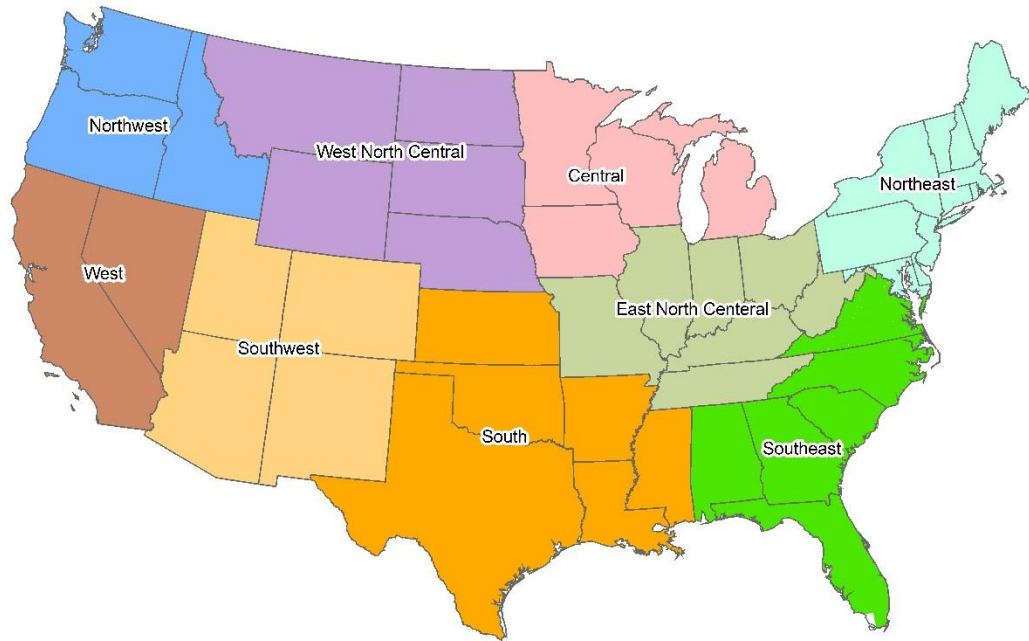 Northwest
West North Central
Central
Northeast
West
East North Centeral
Southwest
South
Southeast